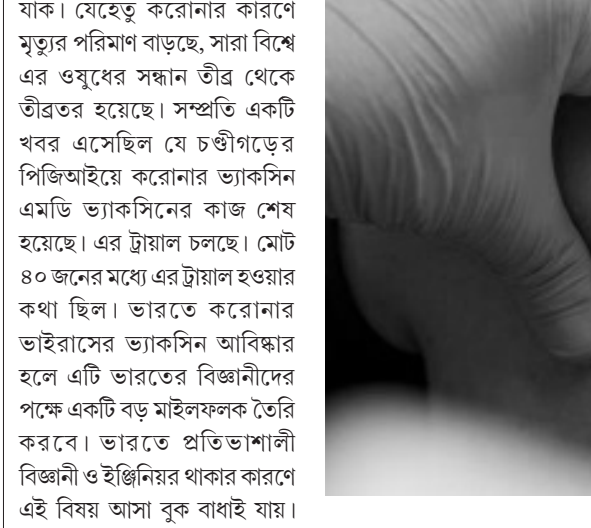 যাক। যেহেতু করোনার কারণে
মৃত্যুর পরিমাণ বাড়ছে, সারা বিশ্বে
এর ওষুধের সন্ধান তীব্র থেকে
তীব্রতর হয়েছে। সম্প্রতি একটি
খবর এসেছিল যে চণ্ডীগড়ের
পিজিআইয়ে করোনার ভ্যাকসিন
এমডি ভ্যাকসিনের কাজ শেষ
হয়েছে। এর ট্রায়াল চলছে। মোট
৪০ জনের মধ্যে এর ট্রায়াল হওয়ার
কথা ছিল। ভারতে করোনার
ভাইরাসের ভ্যাকসিন আবিষ্কার
হলে এটি ভারতের বিজ্ঞানীদের
পক্ষে একটি বড় মাইলফলক তৈরি
করবে। ভারতে প্রতিভাশালী
বিজ্ঞানী ও ইঞ্জিনিয়র থাকার কারণে
এই বিষয় আসা বুক বাধাই যায়।